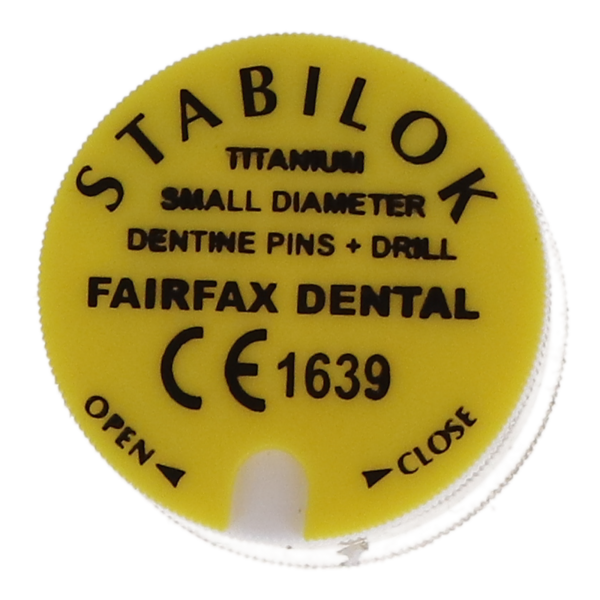 STABILOK
TITANIUM
SMALL DIAMETER
DENTINE PINS + DRILL
FAIRFAX DENTAL
CE 1639
OPEN ◄
► CLOSE